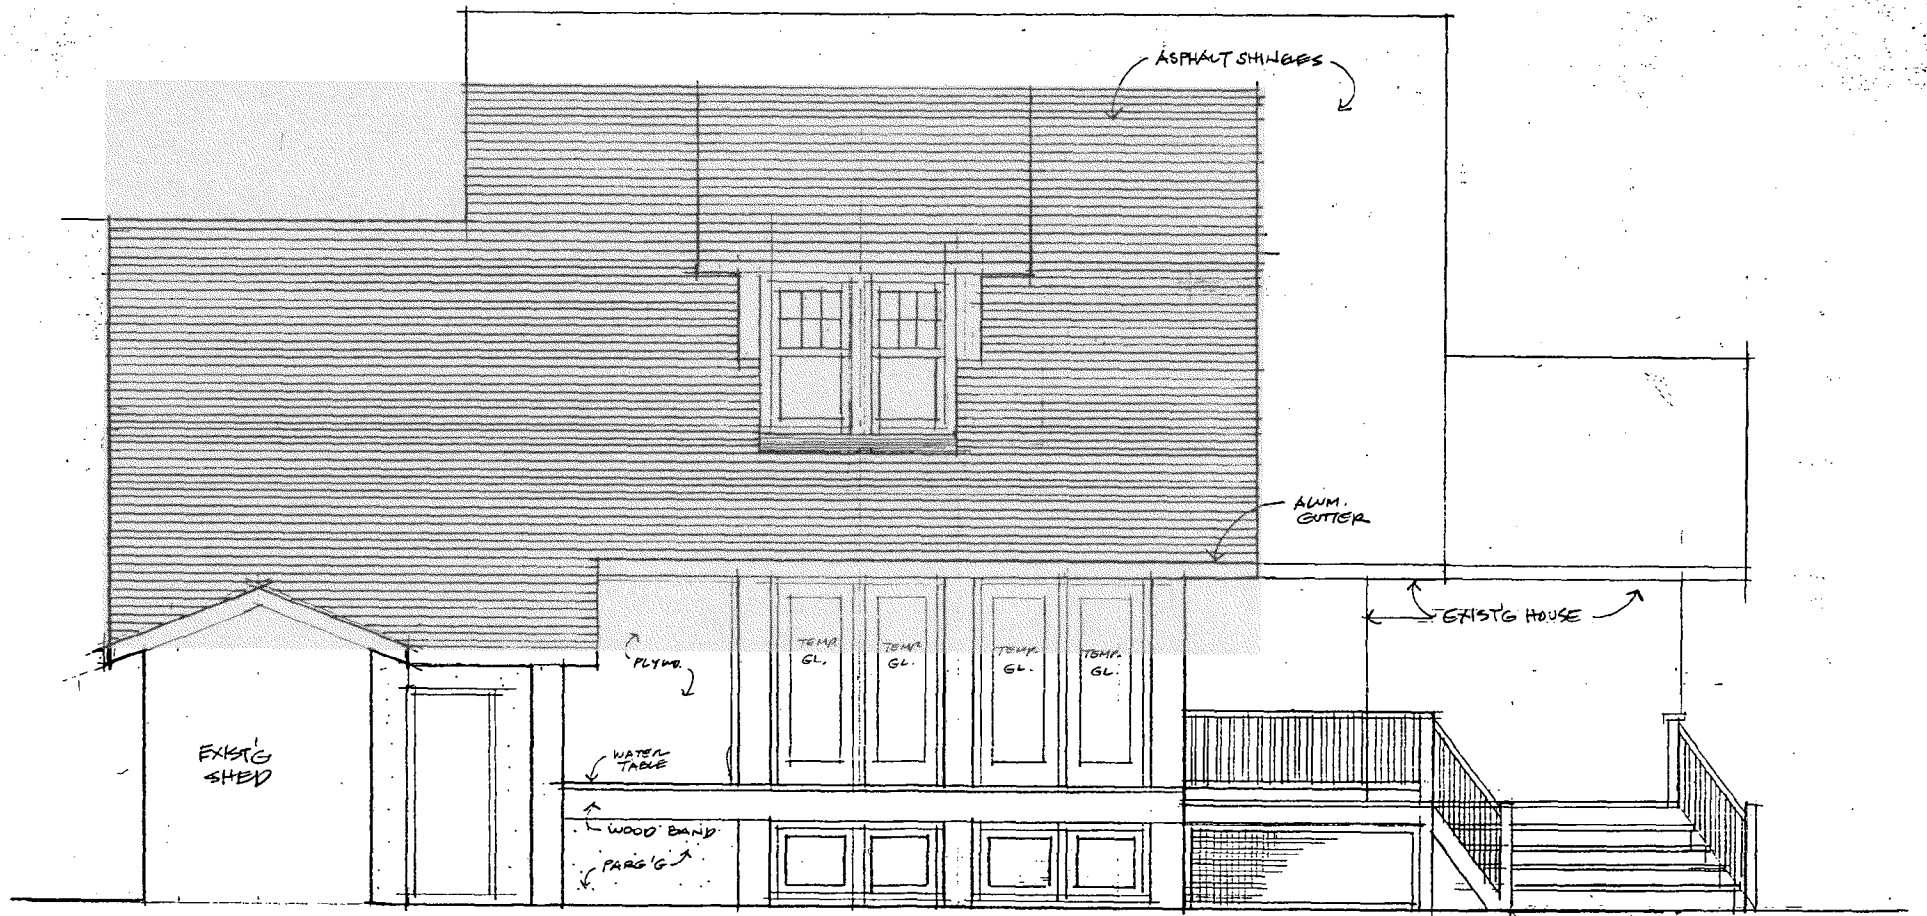 ASPHALT SHINGLES
ALUM.
GUTTER
EXIST'G HOUSE
TEMP.
GL.
TEMP.
GL.
TEMP.
GL.
TEMP.
GL.
PLYWD.
EXIST'G
SHED
WATER
TABLE
WOOD BAND
PARG'G